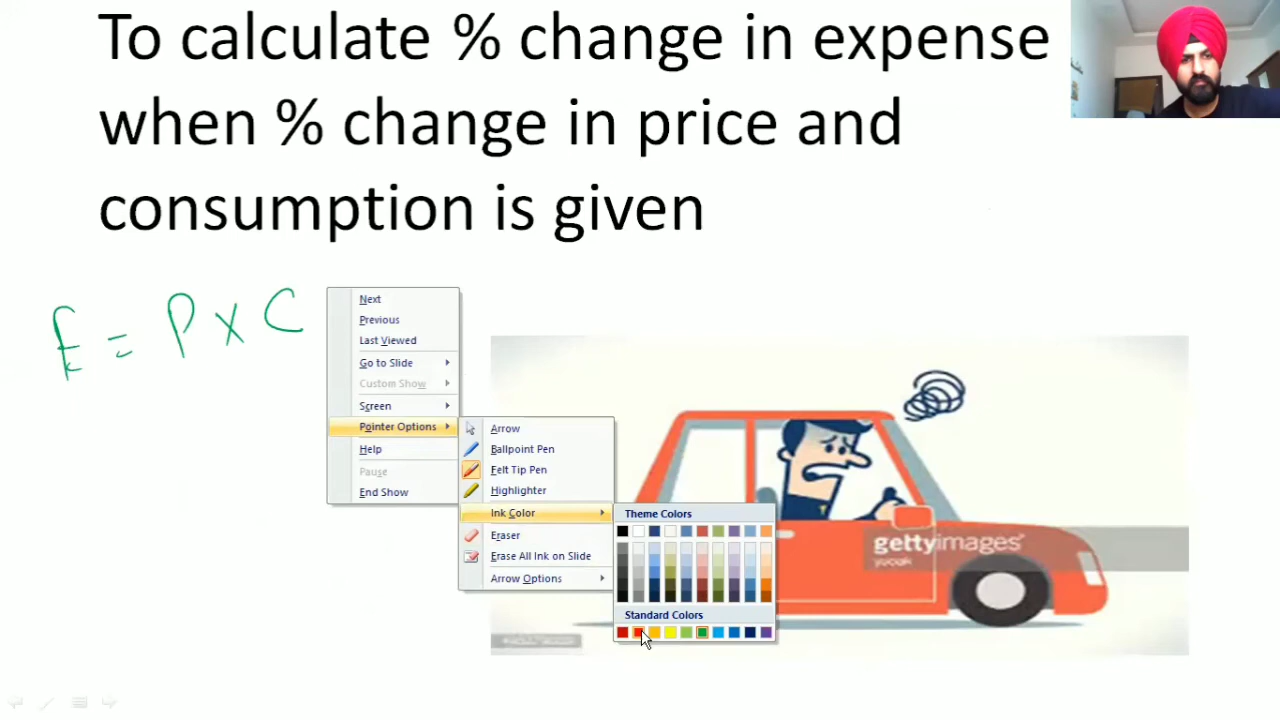 To calculate % change in expense
when % change in price and
consumption is given
E = P x C
Next
Previous
Last Viewed
Go to Slide
Custom Show
Screen
Pointer Options
Help
Pause
End Show
Arrow
Ballpoint Pen
Felt Tip Pen
Highlighter
Ink Color
Eraser
Erase All Ink on Slide
Arrow Options
Theme Colors
Standard Colors
gettyimages®